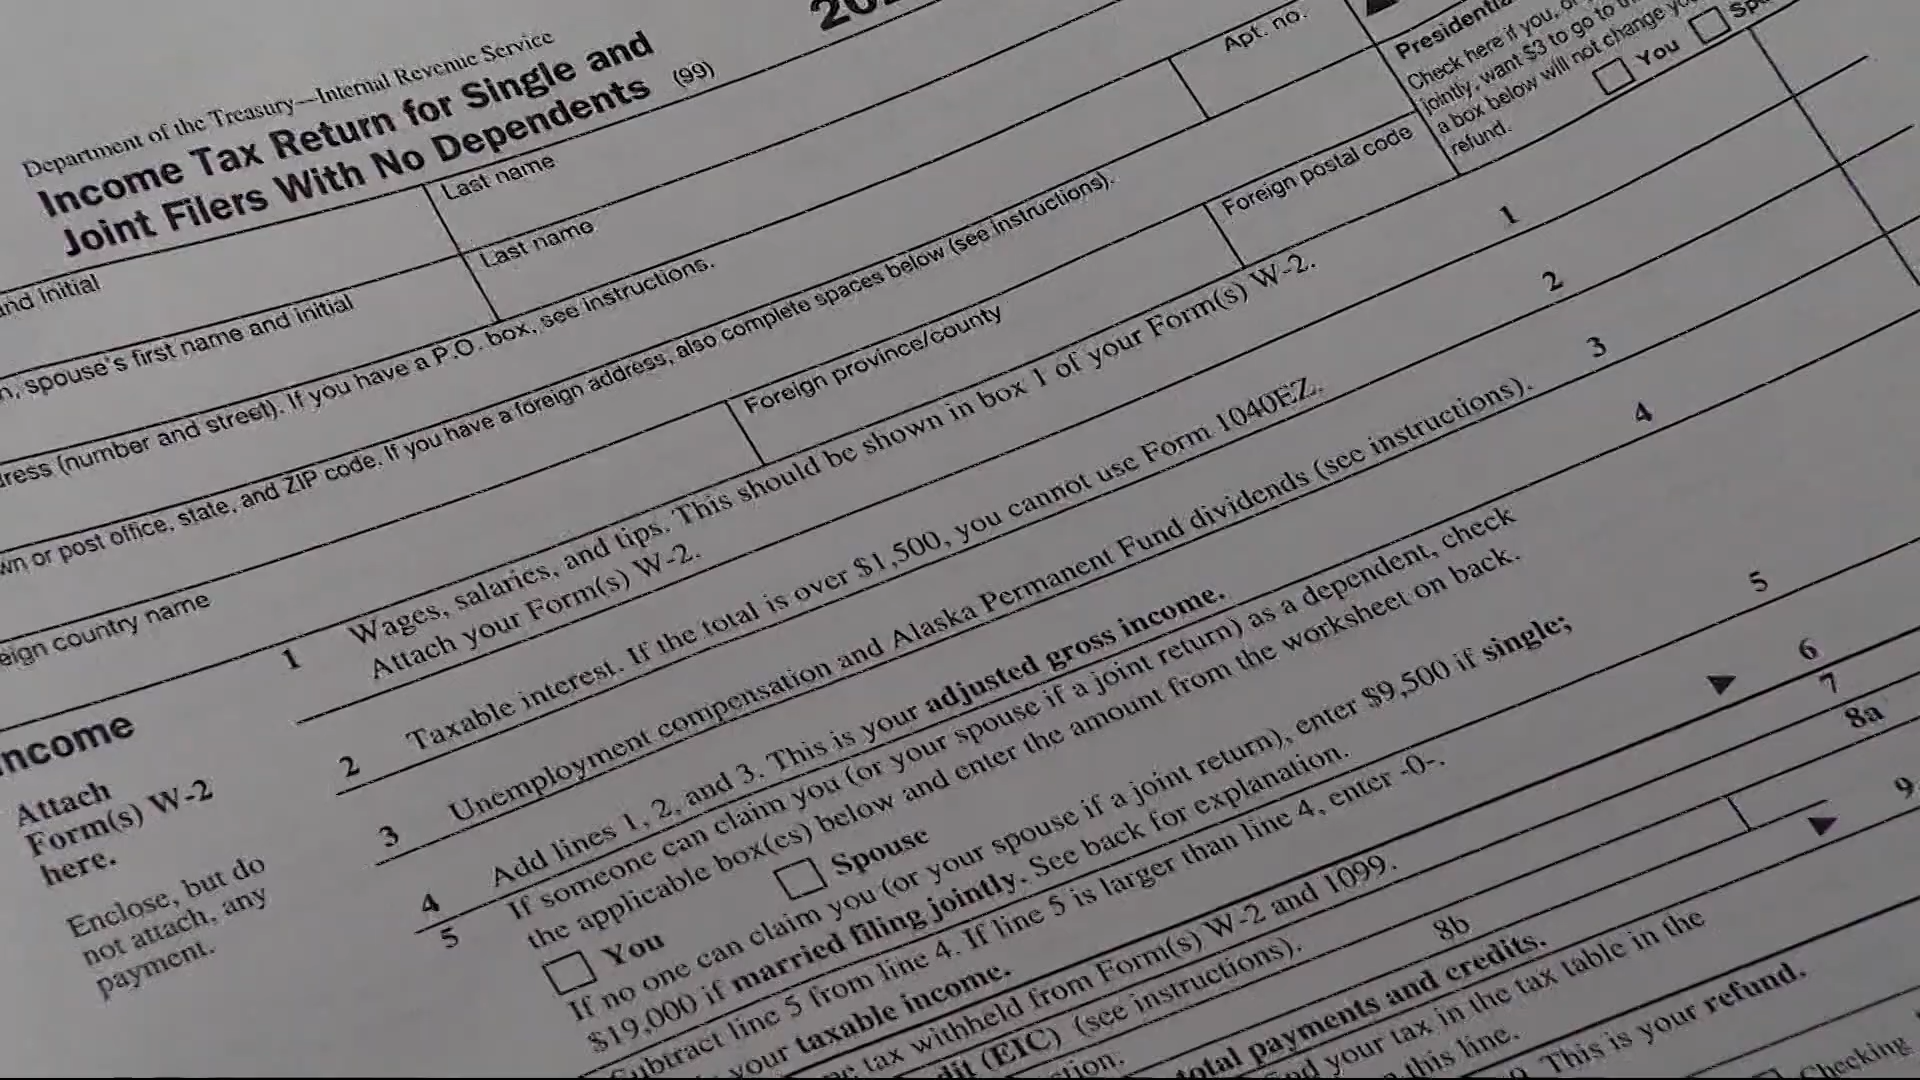 Department of the Treasury—Internal Revenue Service
Income Tax Return for Single and
Joint Filers With No Dependents (99)
Last name
Apt. no.
Check here if you, or
jointly, want $3 to go to
a box below will not change
refund.
You
and initial
spouse's first name and initial
Last name
(number and street). If you have a P.O. box, see instructions.
or post office, state, and ZIP code. If you have a foreign address, also complete spaces below (see instructions).
country name
Foreign province/county
Foreign postal code
Attach
Form(s) W-2
here.
Enclose, but do
not attach, any
payment.
1 Wages, salaries, and tips. This should be shown in box 1 of your Form(s) W-2.
Attach your Form(s) W-2. 1
2 Taxable interest. If the total is over $1,500, you cannot use Form 1040EZ. 2
3 Unemployment compensation and Alaska Permanent Fund dividends (see instructions). 3
4 Add lines 1, 2, and 3. This is your adjusted gross income. 4
5 If someone can claim you (or your spouse if a joint return) as a dependent, check
the applicable box(es) below and enter the amount from the worksheet on back.
You Spouse
If no one can claim you (or your spouse if a joint return), enter $9,500 if single;
$19,000 if married filing jointly. See back for explanation. 5
line 5 from line 4. If line 5 is larger than line 4, enter -0-.
your taxable income. 6
tax withheld from Form(s) W-2 and 1099. 7
(EIC) (see instructions). 8a
8b
total payments and credits. 9
your tax in the tax table in the
this line.
This is your refund.
Checking